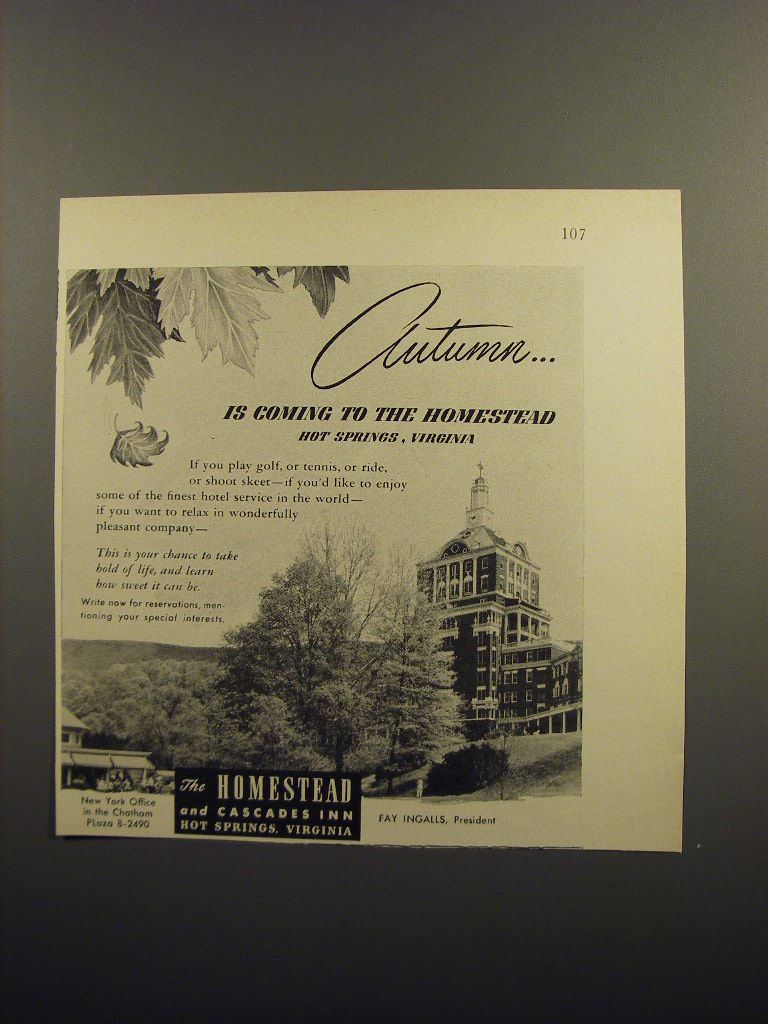 107
Autumn...
IS COMING TO THE HOMESTEAD
HOT SPRINGS, VIRGINIA
If you play golf, or tennis, or ride,
or shoot skeet—if you'd like to enjoy
some of the finest hotel service in the world—
if you want to relax in wonderfully
pleasant company—
This is your chance to take
hold of life, and learn
how sweet it can be.
Write now for reservations, men-
tioning your special interests.
The HOMESTEAD
and CASCADES INN
HOT SPRINGS, VIRGINIA
New York Office
in the Chatham
PLaza 8-2490
FAY INGALLS, President